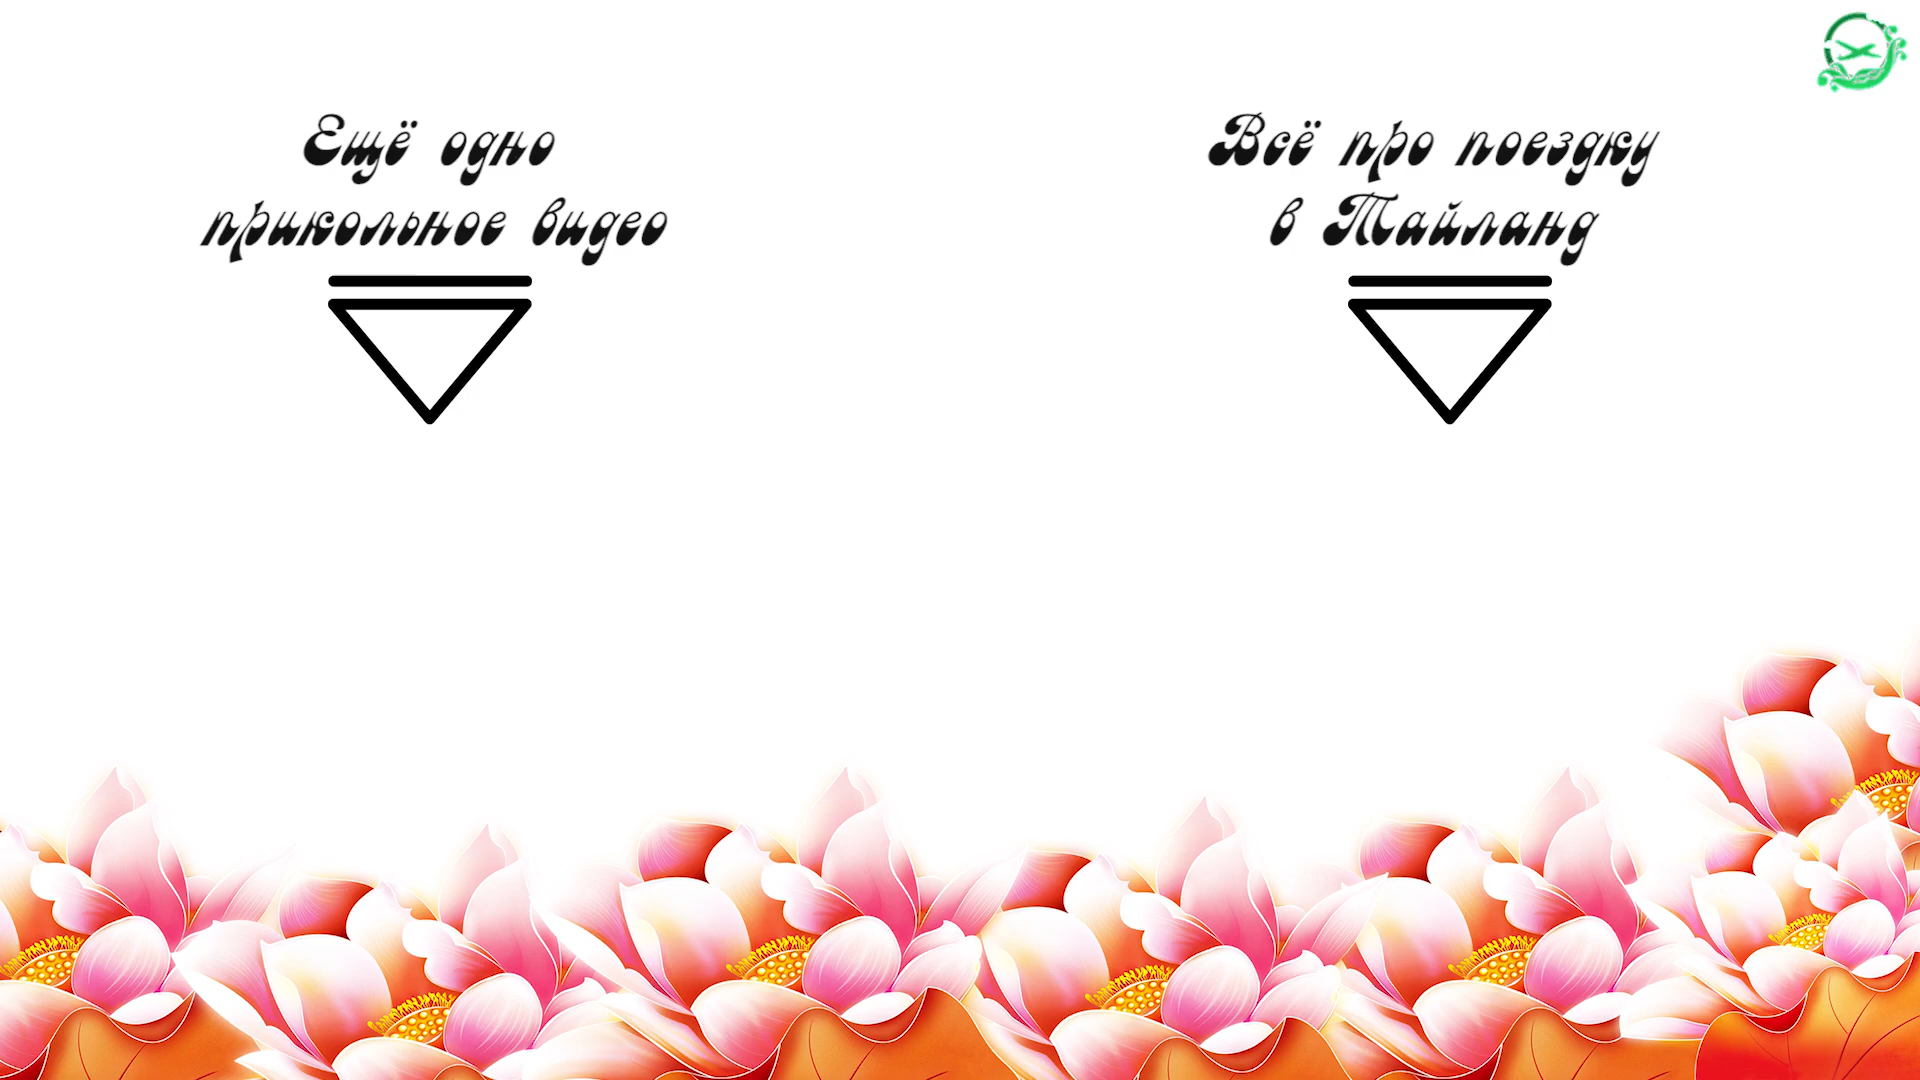 Ещё одно
прикольное видео
Всё про поездку
в Тайланд